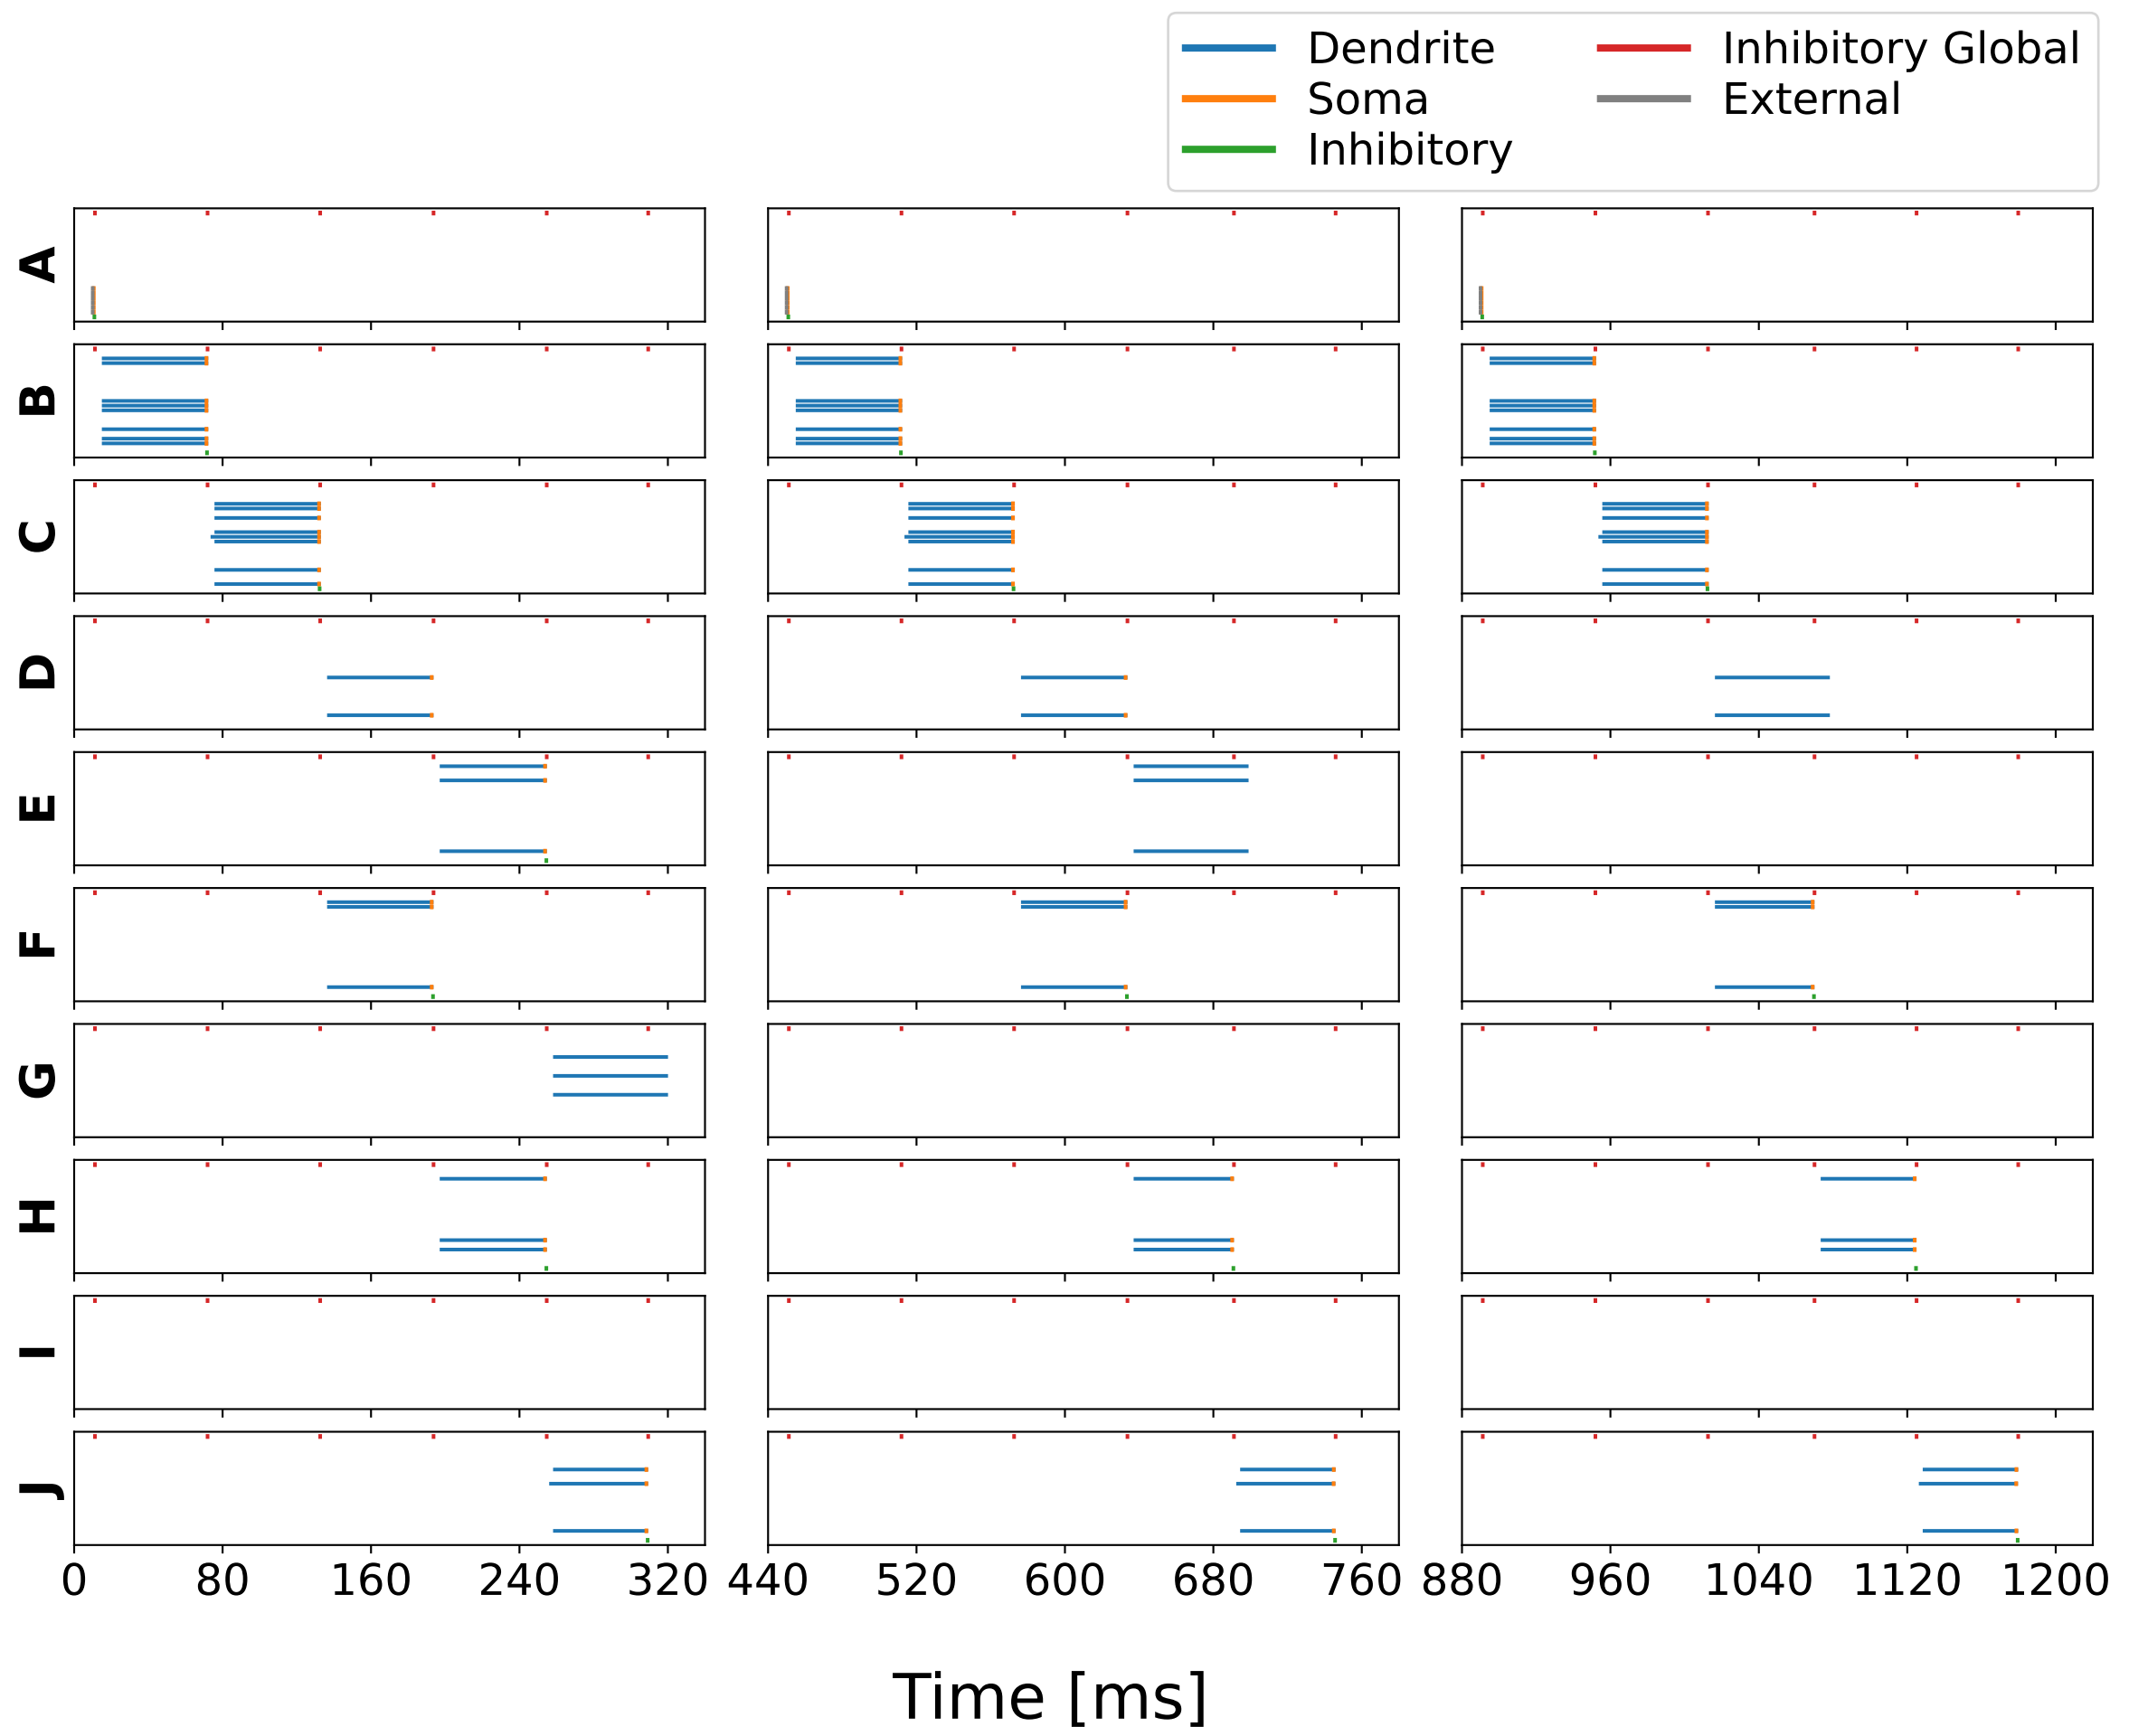 Dendrite
Soma
Inhibitory
Inhibitory Global
External
A
B
C
D
E
F
G
H
I
J
0 80 160 240 320 440 520 600 680 760 880 960 1040 1120 1200
Time [ms]